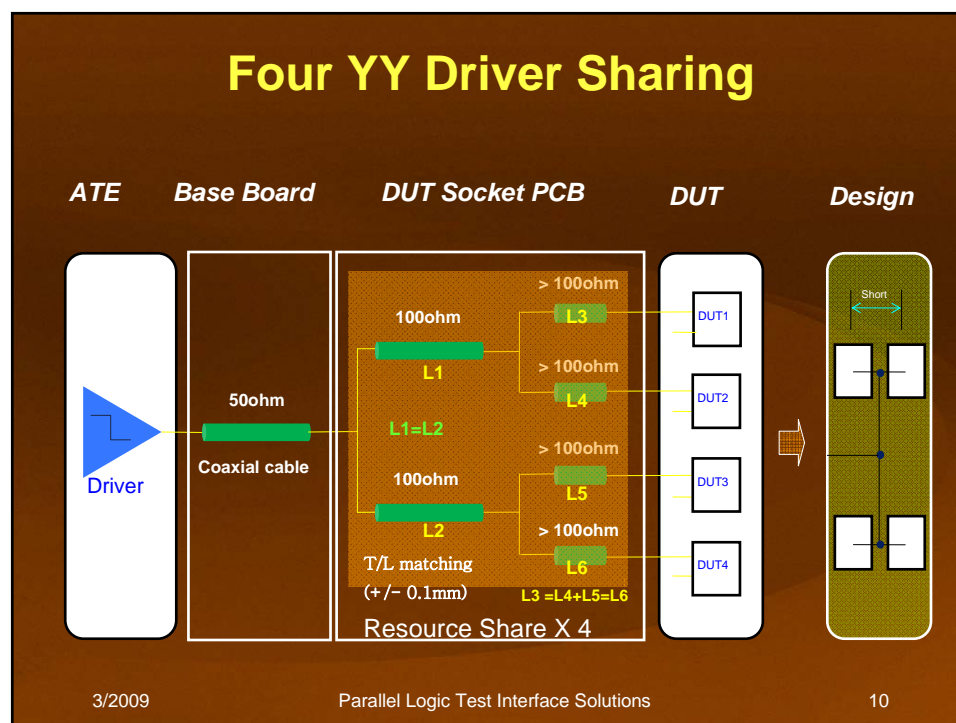 Four YY Driver Sharing
ATE
Base Board
DUT Socket PCB
DUT
Design
> 100ohm
L3
100ohm
L1
> 100ohm
L4
50ohm
L1=L2
Coaxial cable
Driver
> 100ohm
L5
100ohm
L2
> 100ohm
L6
T/L matching
(+/- 0.1mm)
L3 =L4+L5=L6
Resource Share X 4
DUT1
DUT2
DUT3
DUT4
Short
3/2009
Parallel Logic Test Interface Solutions
10